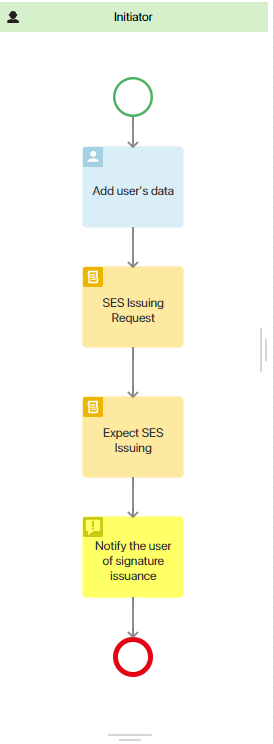 Initiator
Add user's data
SES Issuing
Request
Expect SES
Issuing
Notify the user
of signature
issuance